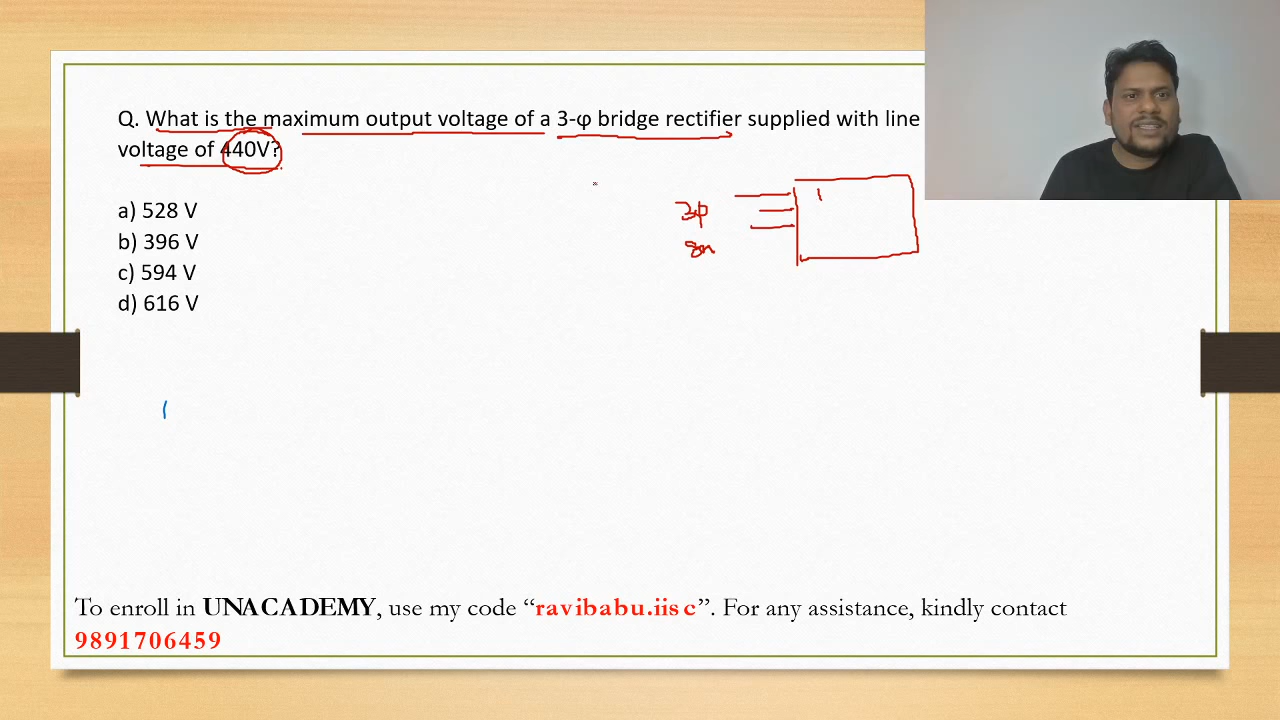 Q. What is the maximum output voltage of a 3-φ bridge rectifier supplied with line
voltage of 440V?
a) 528 V
b) 396 V
c) 594 V
d) 616 V
3φ
To enroll in UNACADEMY, use my code “ravibabu.iisc”. For any assistance, kindly contact
9891706459